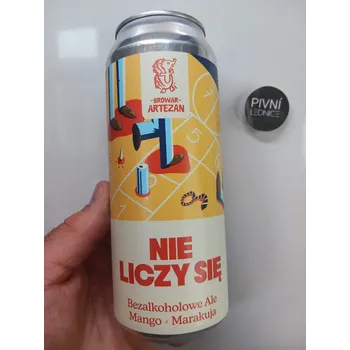 BROWAR
ARTEZAN
PIVNÍ
LEDNICE
NIE
LICZY SIĘ
Bezalkoholowe Ale
Mango - Marakuja